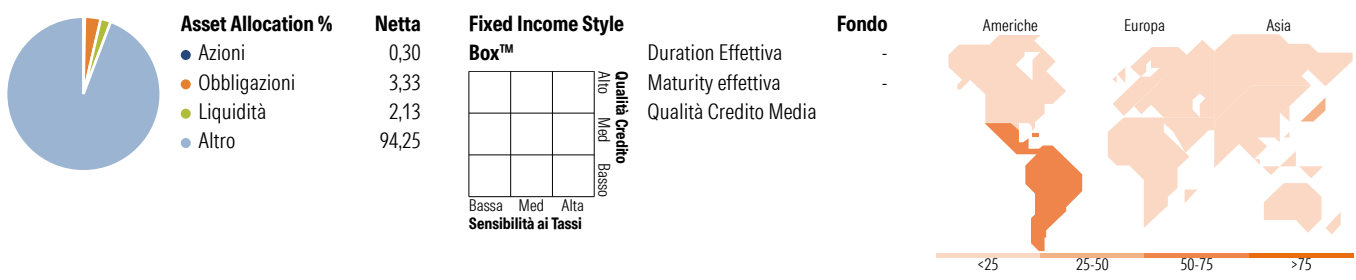 Asset Allocation % Netta
Azioni 0,30
Obbligazioni 3,33
Liquidità 2,13
Altro 94,25
Fixed Income Style
Box™
Alto Med Basso
Qualità Credito
Bassa Med Alta
Sensibilità ai Tassi
Fondo
Duration Effettiva -
Maturity effettiva -
Qualità Credito Media
Americhe Europa Asia
<25 25-50 50-75 >75